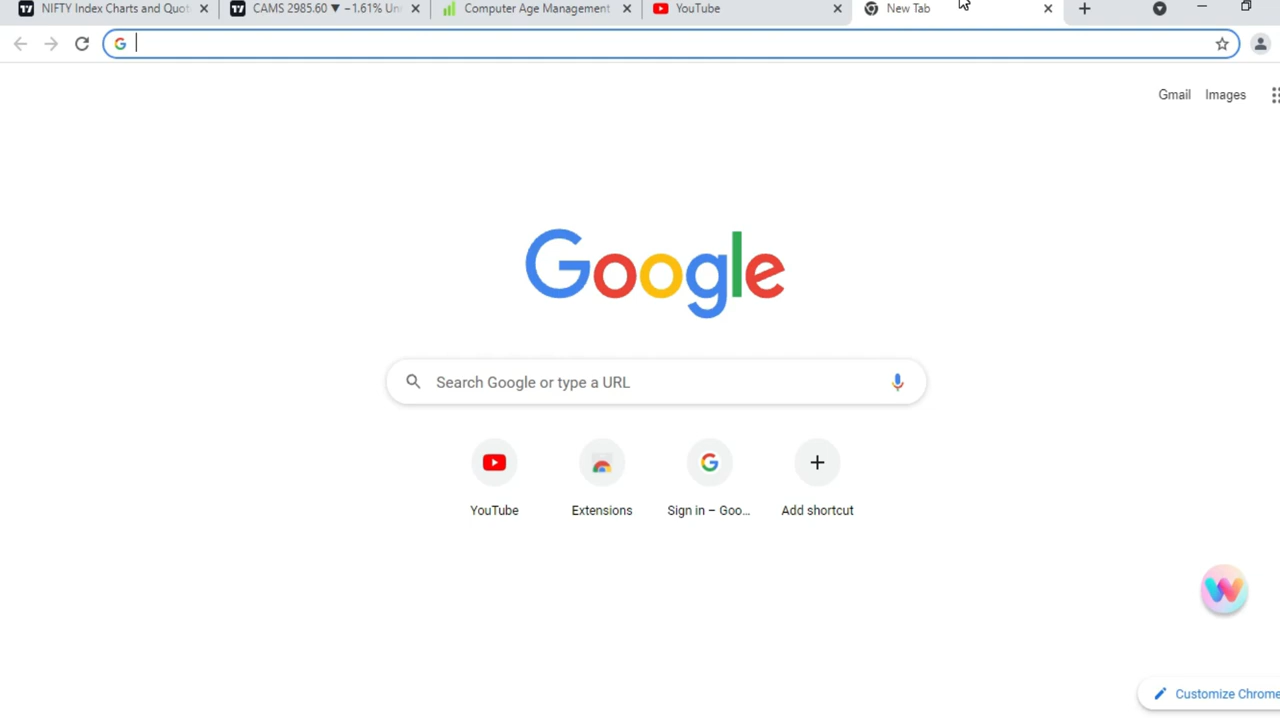 NIFTY Index Charts and Quot
CAMS 2985.60 ▼ −1.61% Un
Computer Age Management
YouTube
New Tab
Gmail
Images
Google
Search Google or type a URL
YouTube
Extensions
Sign in – Goo...
Add shortcut
Customize Chrome